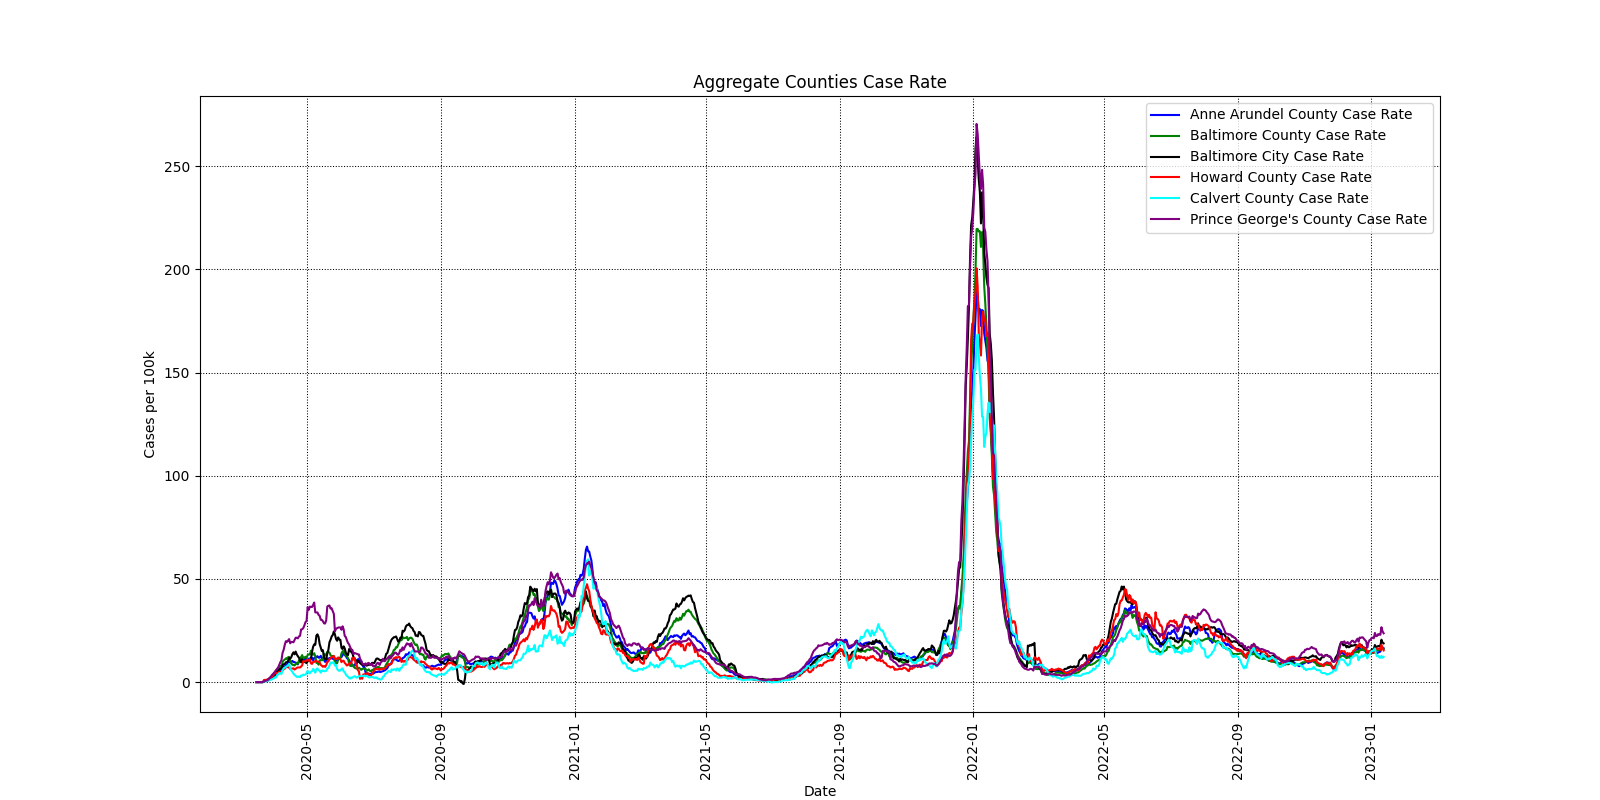 Aggregate Counties Case Rate
Anne Arundel County Case Rate
Baltimore County Case Rate
Baltimore City Case Rate
Howard County Case Rate
Calvert County Case Rate
Prince George's County Case Rate
Cases per 100k
250
200
150
100
50
0
2020-05
2020-09
2021-01
2021-05
2021-09
2022-01
2022-05
2022-09
2023-01
Date